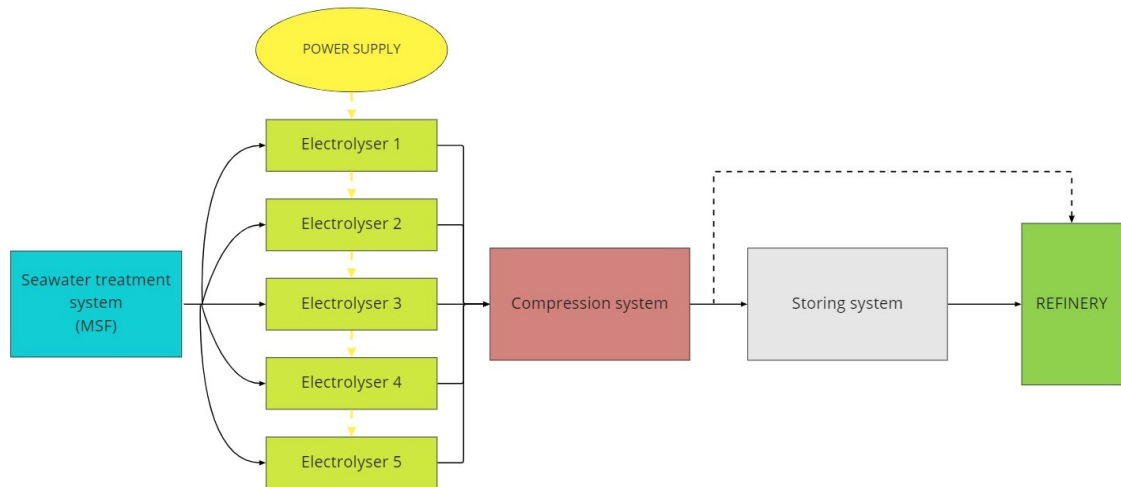 POWER SUPPLY
Electrolyser 1
Electrolyser 2
Seawater treatment
system
(MSF)
Electrolyser 3
Compression system
Storing system
REFINERY
Electrolyser 4
Electrolyser 5